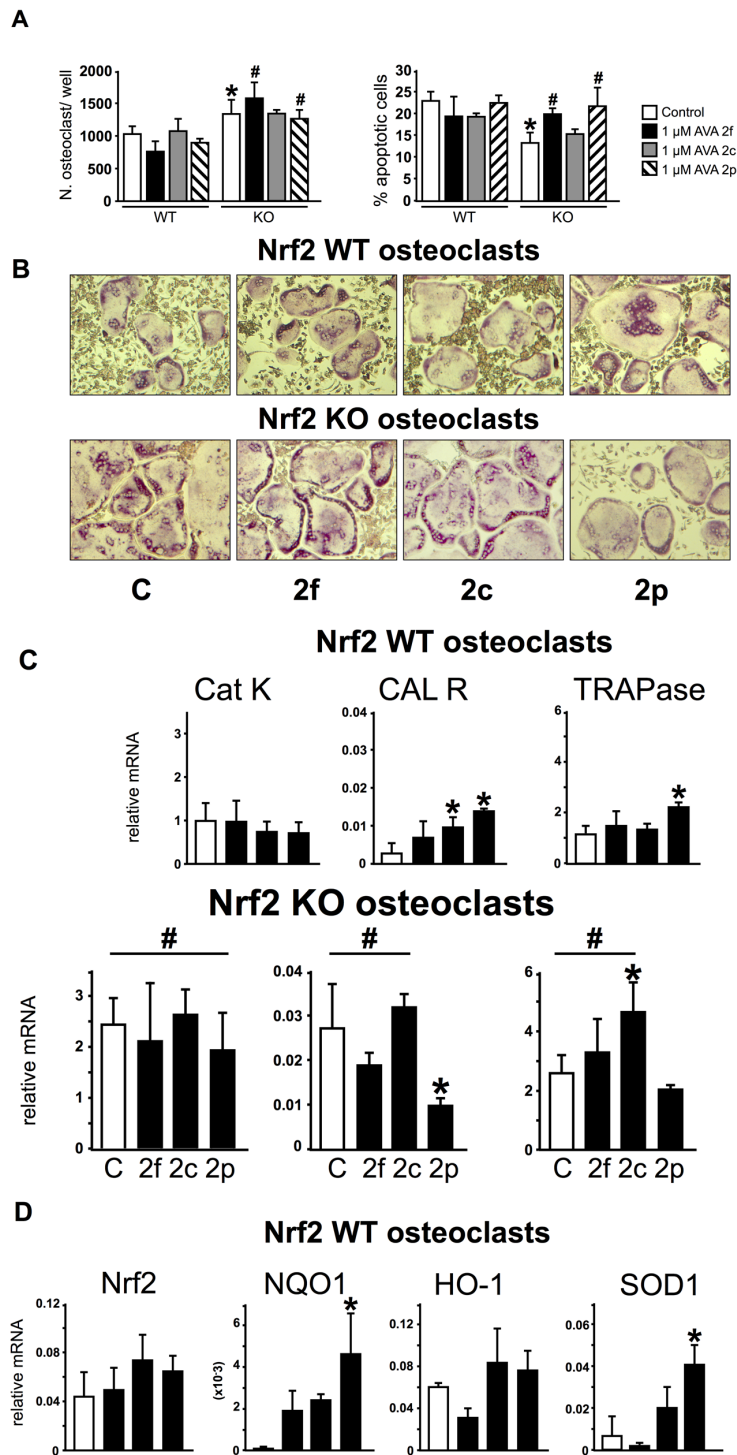 A
N. osteoclast/ well
2000
1500
1000
500
0
*
#
#
WT
KO
% apoptotic cells
30
25
20
15
10
5
0
*
#
#
WT
KO
Control
1 µM AVA 2f
1 µM AVA 2c
1 µM AVA 2p
B
Nrf2 WT osteoclasts
Nrf2 KO osteoclasts
C 2f 2c 2p
C
Nrf2 WT osteoclasts
Cat K CAL R TRAPase
relative mRNA
3
2
1
0
0.04
0.03
0.02
0.01
0
* *
6
4
2
0
*
Nrf2 KO osteoclasts
relative mRNA
#
3
2
1
0
C 2f 2c 2p
#
0.04
0.03
0.02
0.01
0
*
C 2f 2c 2p
#
6
4
2
0
*
C 2f 2c 2p
D
Nrf2 WT osteoclasts
Nrf2 NQO1 HO-1 SOD1
relative mRNA
0.12
0.08
0.04
0
(x10-3)
6
4
2
0
*
0.12
0.08
0.04
0
0.06
0.04
0.02
0
*